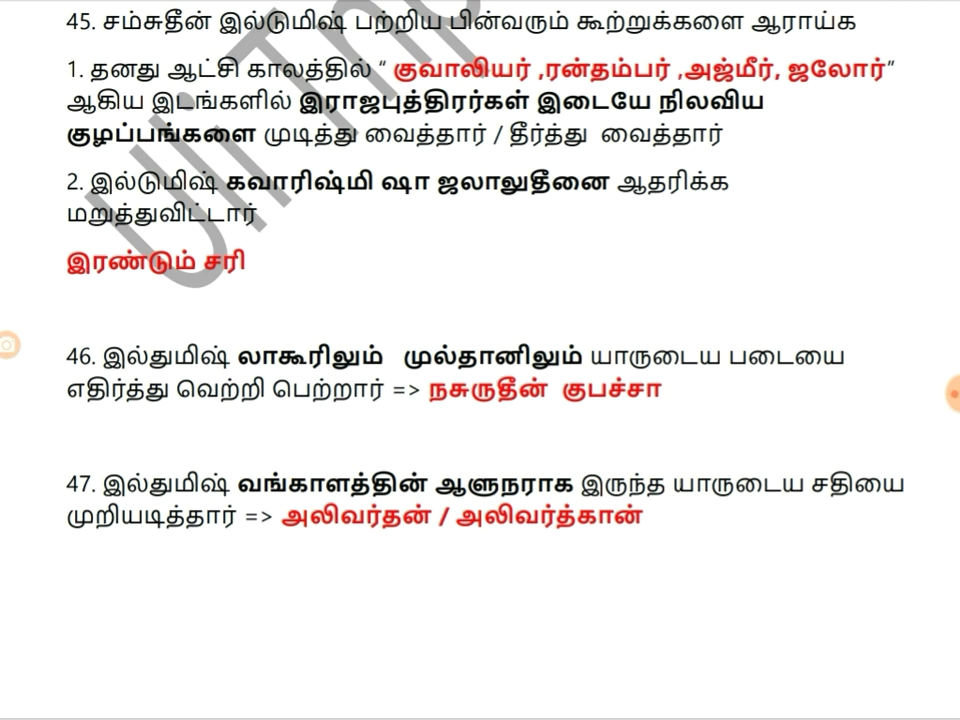 45. சம்சுதீன் இல்டுமிஷ் பற்றிய பின்வரும் கூற்றுக்களை ஆராய்க
1. தனது ஆட்சி காலத்தில் “ குவாலியர் ,ரன்தம்பர் ,அஜ்மீர், ஜலோர்”
ஆகிய இடங்களில் இராஜபுத்திரர்கள் இடையே நிலவிய
குழப்பங்களை முடித்து வைத்தார் / தீர்த்து வைத்தார்
2. இல்டுமிஷ் கவாரிஷ்மி ஷா ஜலாலுதீனை ஆதரிக்க
மறுத்துவிட்டார்
இரண்டும் சரி
46. இல்துமிஷ் லாகூரிலும் முல்தானிலும் யாருடைய படையை
எதிர்த்து வெற்றி பெற்றார் => நசுருதீன் குபச்சா
47. இல்துமிஷ் வங்காளத்தின் ஆளுநராக இருந்த யாருடைய சதியை
முறியடித்தார் => அலிவர்தன் / அலிவர்த்கான்